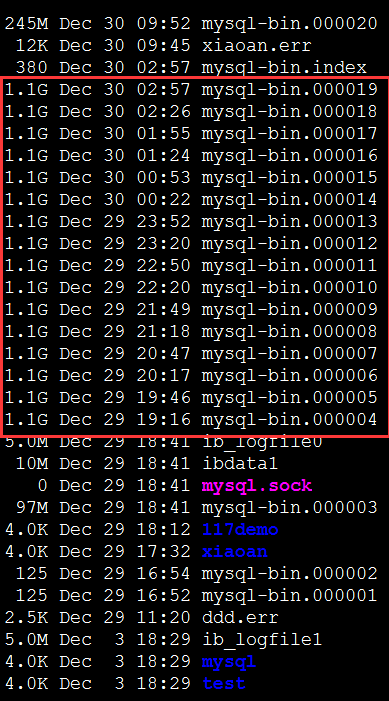 245M Dec 30 09:52 mysql-bin.000020
12K Dec 30 09:45 xiaoan.err
380 Dec 30 02:57 mysql-bin.index
1.1G Dec 30 02:57 mysql-bin.000019
1.1G Dec 30 02:26 mysql-bin.000018
1.1G Dec 30 01:55 mysql-bin.000017
1.1G Dec 30 01:24 mysql-bin.000016
1.1G Dec 30 00:53 mysql-bin.000015
1.1G Dec 30 00:22 mysql-bin.000014
1.1G Dec 29 23:52 mysql-bin.000013
1.1G Dec 29 23:20 mysql-bin.000012
1.1G Dec 29 22:50 mysql-bin.000011
1.1G Dec 29 22:20 mysql-bin.000010
1.1G Dec 29 21:49 mysql-bin.000009
1.1G Dec 29 21:18 mysql-bin.000008
1.1G Dec 29 20:47 mysql-bin.000007
1.1G Dec 29 20:17 mysql-bin.000006
1.1G Dec 29 19:46 mysql-bin.000005
1.1G Dec 29 19:16 mysql-bin.000004
5.0M Dec 29 18:41 ib_logfile0
10M Dec 29 18:41 ibdata1
0 Dec 29 18:41 mysql.sock
97M Dec 29 18:41 mysql-bin.000003
4.0K Dec 29 18:12 117demo
4.0K Dec 29 17:32 xiaoan
125 Dec 29 16:54 mysql-bin.000002
125 Dec 29 16:52 mysql-bin.000001
2.5K Dec 29 11:20 ddd.err
5.0M Dec 3 18:29 ib_logfile1
4.0K Dec 3 18:29 mysql
4.0K Dec 3 18:29 test